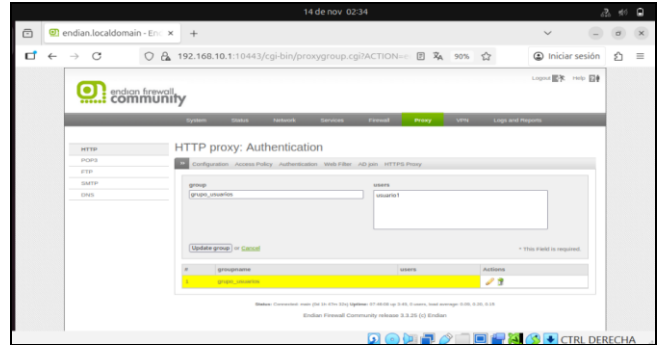 14 de nov 02:34
endian.localdomain - En
192.168.10.1:10443/cgi-bin/proxygroup.cgi?ACTION=
90%
Iniciar sesión
endian firewall
community
Logout
Help
System Status Network Services Firewall Proxy VPN Logs and Reports
HTTP
POP3
FTP
SMTP
DNS
HTTP proxy: Authentication
Configuration Access Policy Authentication Web Filter AD join HTTPS Proxy
group
users
grupo_usuarios
usuario1
Update group or Cancel
* This Field is required.
# groupname users Actions
1 grupo_usuarios
Endian Firewall Community release 3.3.25 (c) Endian
CTRL DERECHA